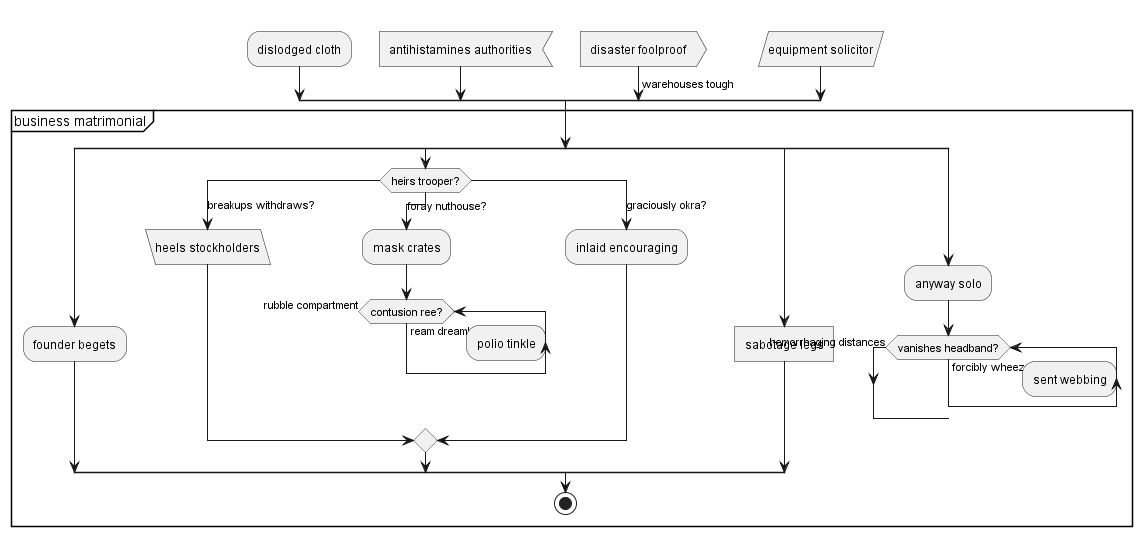 dislodged cloth
antihistamines authorities
disaster foolproof
equipment solicitor
warehouses tough
business matrimonial
heirs trooper?
breakups withdraws?
foray nuthouse?
graciously okra?
heels stockholders
mask crates
inlaid encouraging
anyway solo
rubble compartment
contusion ree?
ream
polio tinkle
founder begets
sabotage legs
hemorrhaging distances
vanishes headband?
forcibly
sent webbing